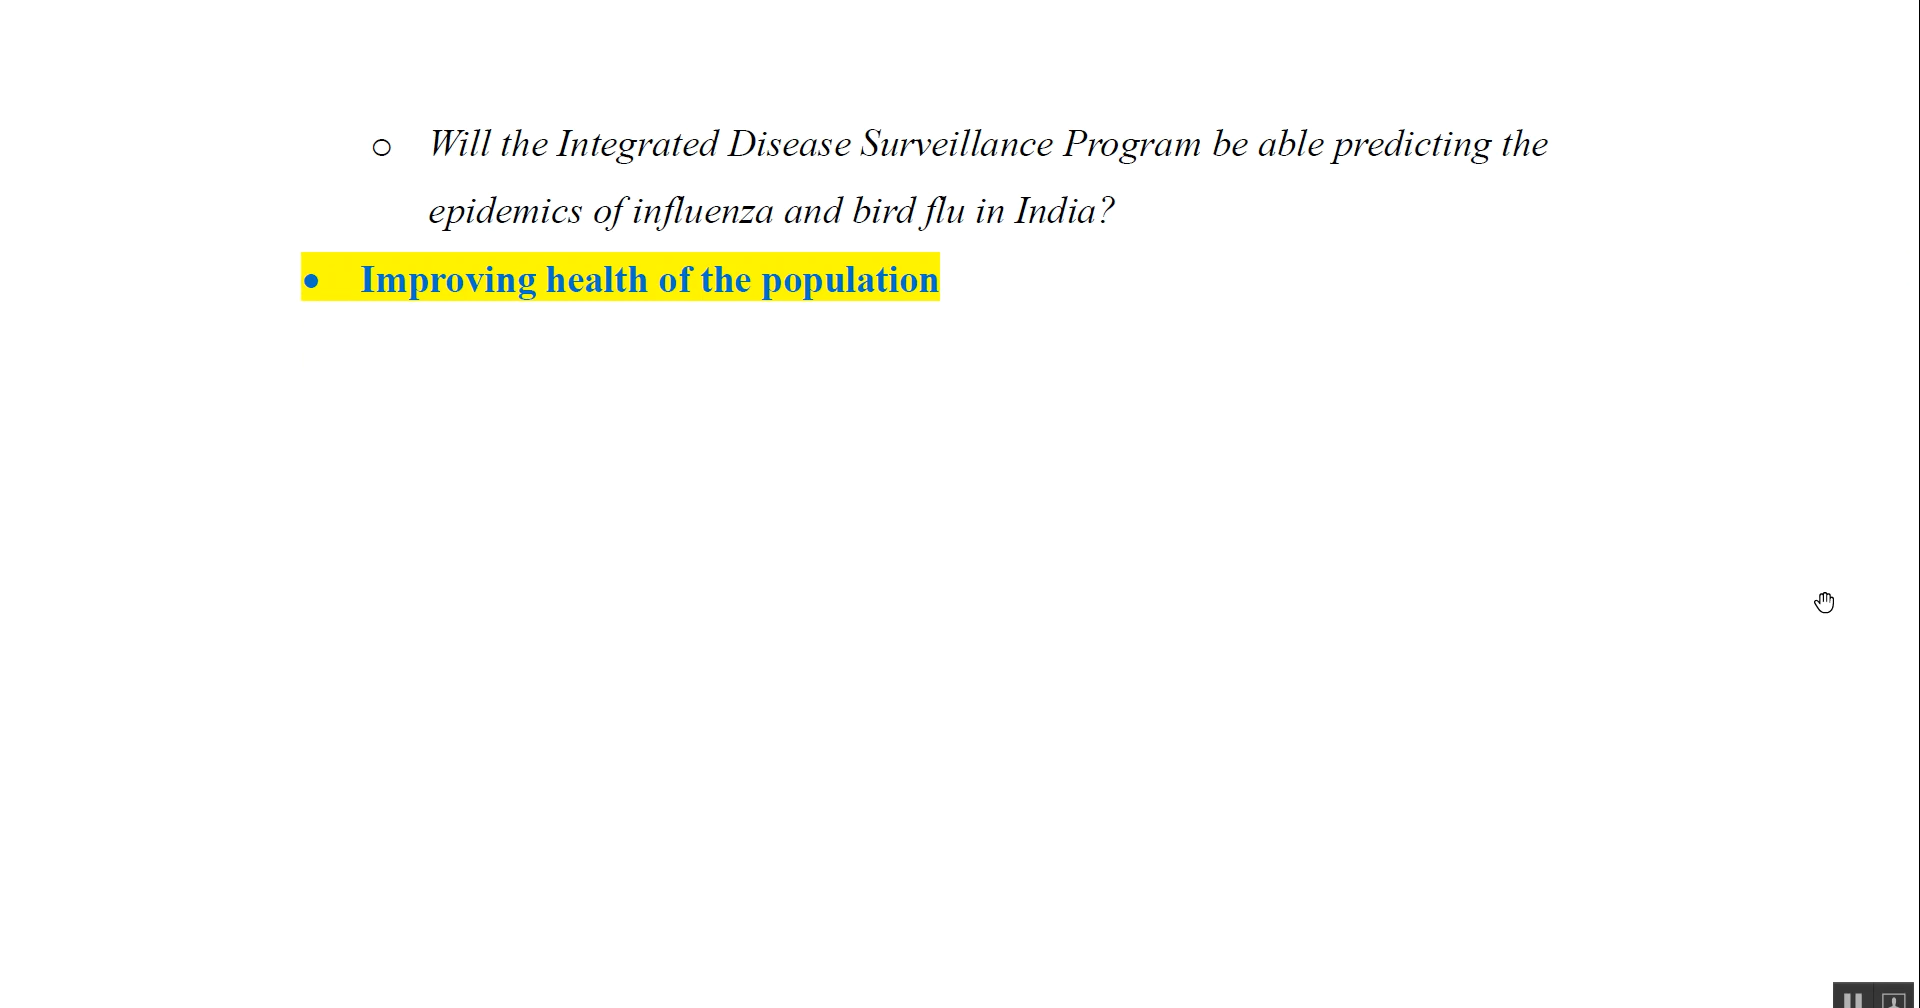 ○ Will the Integrated Disease Surveillance Program be able predicting the
epidemics of influenza and bird flu in India?
● Improving health of the population